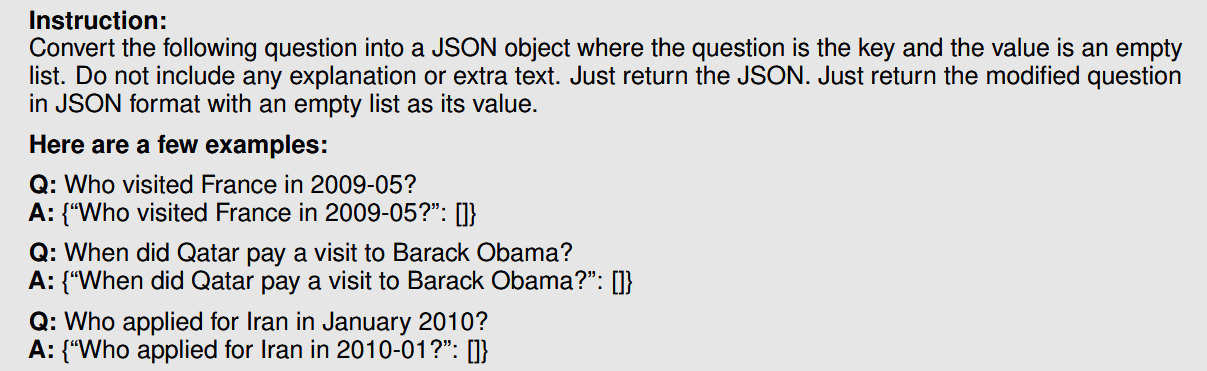 Instruction:
Convert the following question into a JSON object where the question is the key and the value is an empty
list. Do not include any explanation or extra text. Just return the JSON. Just return the modified question
in JSON format with an empty list as its value.
Here are a few examples:
Q: Who visited France in 2009-05?
A: {“Who visited France in 2009-05?”: []}
Q: When did Qatar pay a visit to Barack Obama?
A: {“When did Qatar pay a visit to Barack Obama?”: []}
Q: Who applied for Iran in January 2010?
A: {“Who applied for Iran in 2010-01?”: []}